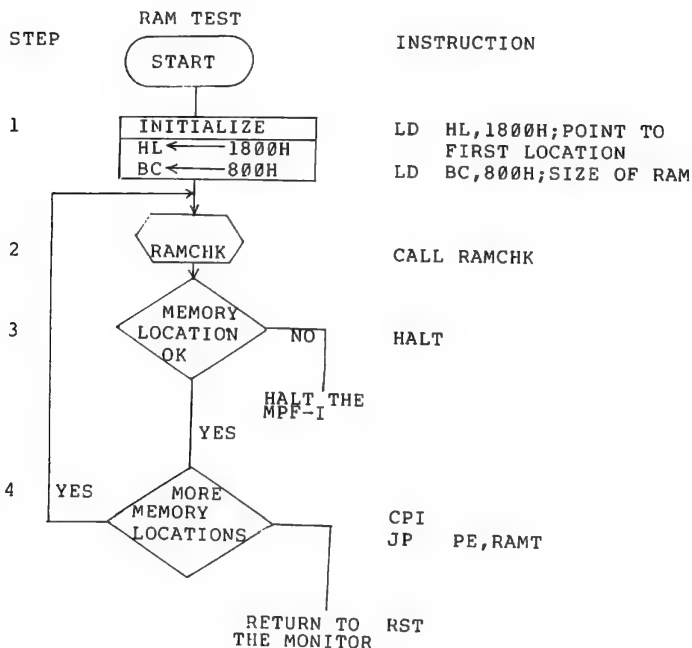 RAM TEST
STEP INSTRUCTION
START
1 INITIALIZE LD HL,1800H;POINT TO
HL 1800H FIRST LOCATION
BC 800H LD BC,800H;SIZE OF RAM
2 RAMCHK CALL RAMCHK
MEMORY
3 LOCATION NO HALT
OK
HALT THE
MPF-I
YES
4 YES MORE
MEMORY CPI
LOCATIONS JP PE,RAMT
RETURN TO RST
THE MONITOR